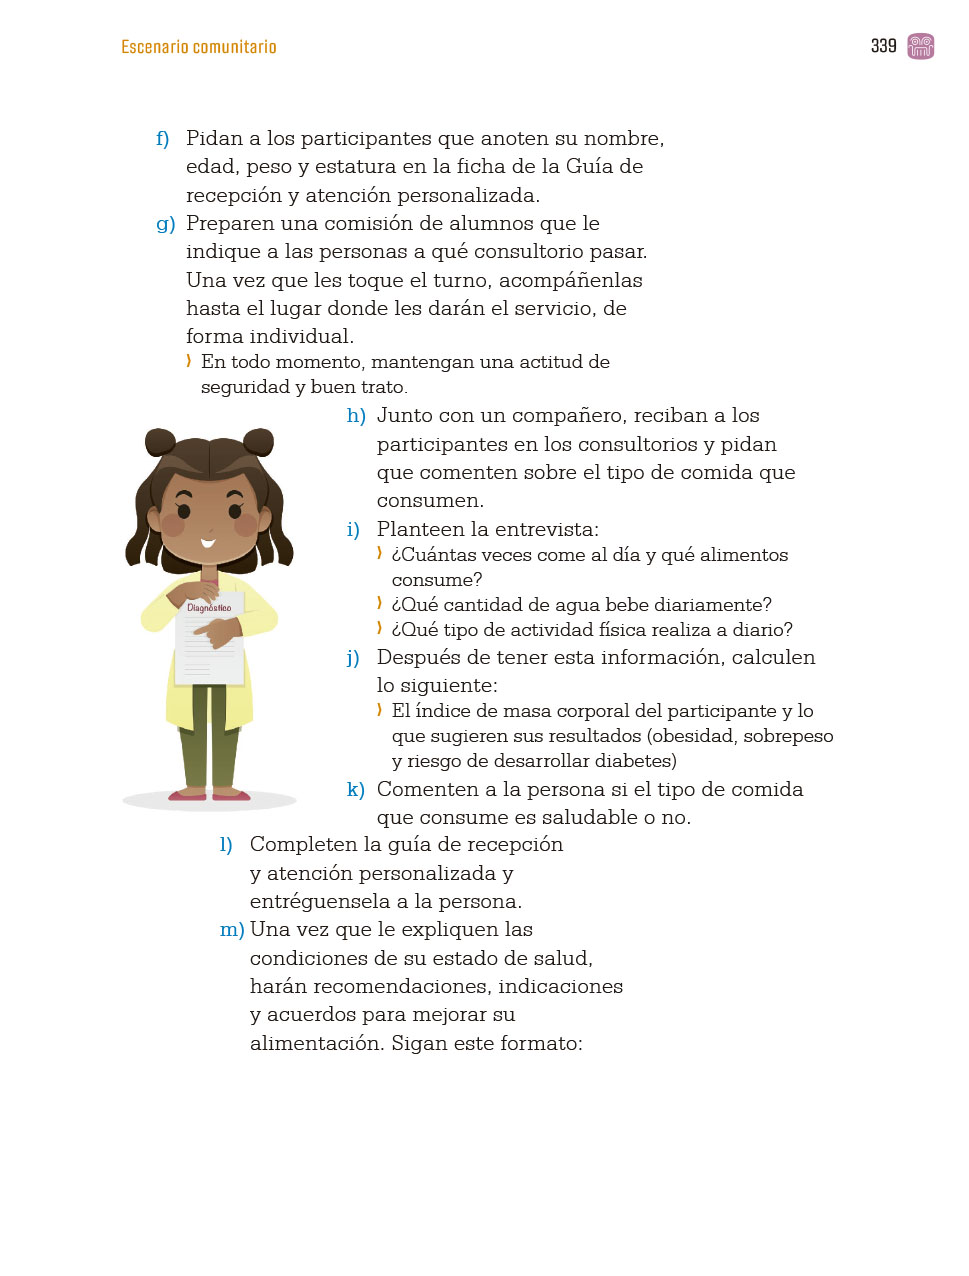 Escenario comunitario
339
f) Pidan a los participantes que anoten su nombre,
edad, peso y estatura en la ficha de la Guía de
recepción y atención personalizada.
g) Preparen una comisión de alumnos que le
indique a las personas a qué consultorio pasar.
Una vez que les toque el turno, acompáñenlas
hasta el lugar donde les darán el servicio, de
forma individual.
⟩ En todo momento, mantengan una actitud de
seguridad y buen trato.
h) Junto con un compañero, reciban a los
participantes en los consultorios y pidan
que comenten sobre el tipo de comida que
consumen.
i) Planteen la entrevista:
⟩ ¿Cuántas veces come al día y qué alimentos
consume?
⟩ ¿Qué cantidad de agua bebe diariamente?
⟩ ¿Qué tipo de actividad física realiza a diario?
j) Después de tener esta información, calculen
lo siguiente:
⟩ El índice de masa corporal del participante y lo
que sugieren sus resultados (obesidad, sobrepeso
y riesgo de desarrollar diabetes)
k) Comenten a la persona si el tipo de comida
que consume es saludable o no.
Diagnóstico
l) Completen la guía de recepción
y atención personalizada y
entréguensela a la persona.
m) Una vez que le expliquen las
condiciones de su estado de salud,
harán recomendaciones, indicaciones
y acuerdos para mejorar su
alimentación. Sigan este formato: